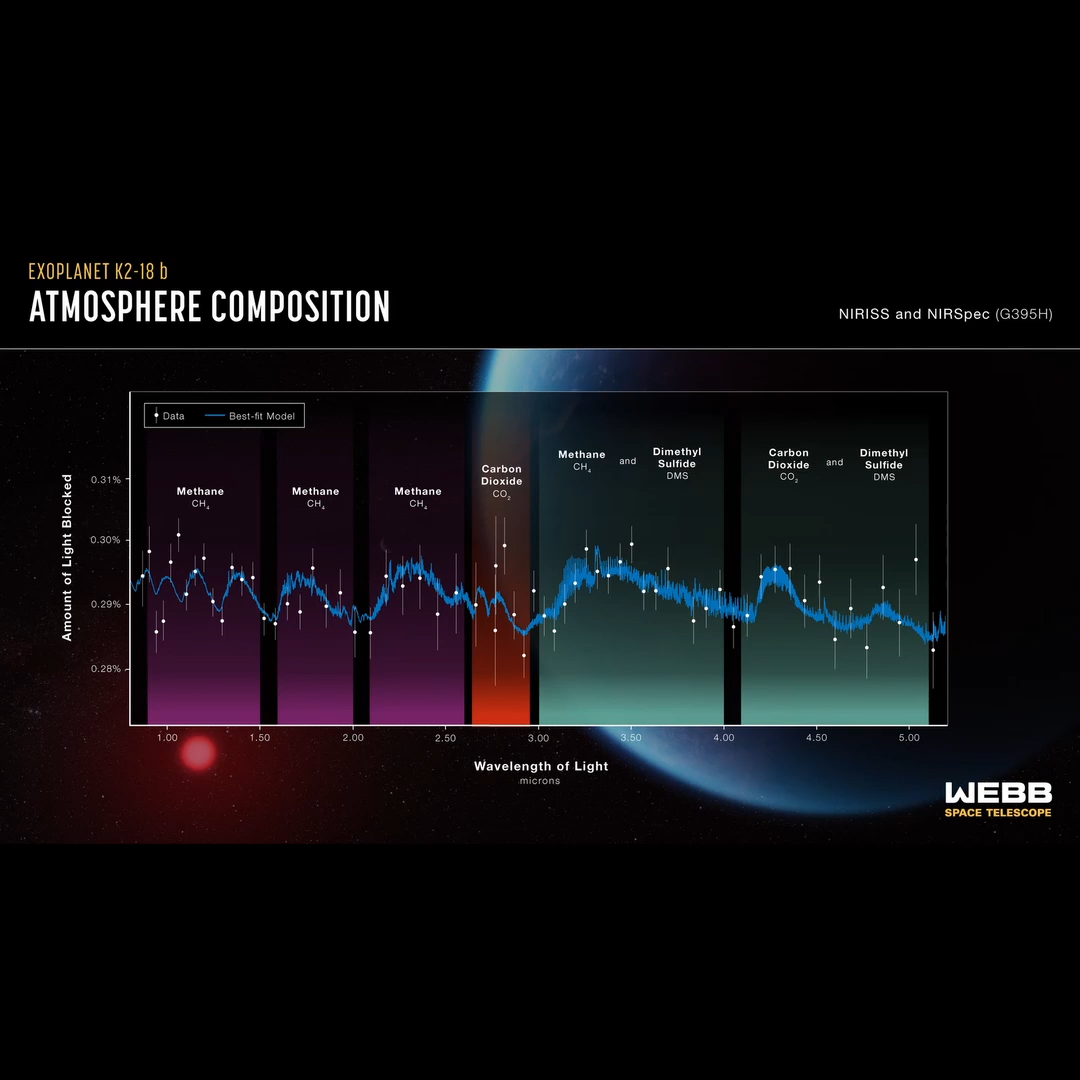 EXOPLANET K2-18 b
ATMOSPHERE COMPOSITION
NIRISS and NIRSpec (G395H)
Data
Best-fit Model
Methane
CH₄
Methane
CH₄
Methane
CH₄
Carbon
Dioxide
CO₂
Methane
CH₄
and
Dimethyl
Sulfide
DMS
Carbon
Dioxide
CO₂
and
Dimethyl
Sulfide
DMS
Amount of Light Blocked
0.31%
0.30%
0.29%
0.28%
1.00 1.50 2.00 2.50 3.00 3.50 4.00 4.50 5.00
Wavelength of Light
microns
WEBB
SPACE TELESCOPE